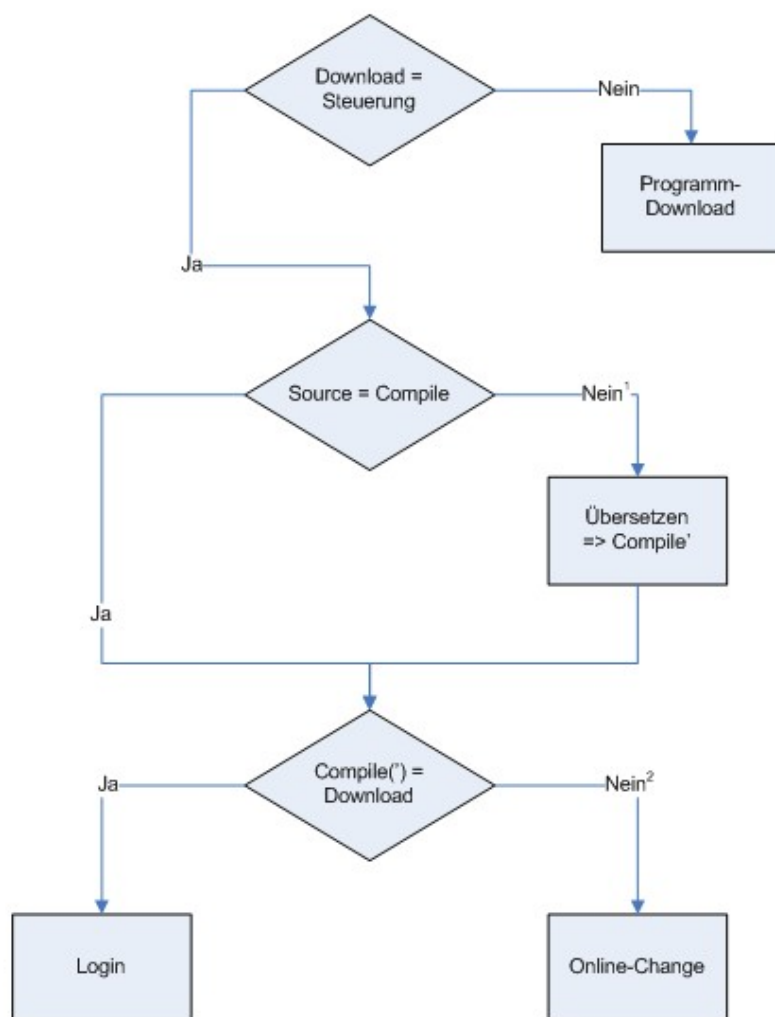 Download =
Steuerung
Nein
Programm-
Download
Ja
Source = Compile
Nein¹
Übersetzen
=> Compile’
Ja
Compile(’) =
Download
Ja
Nein²
Login
Online-Change